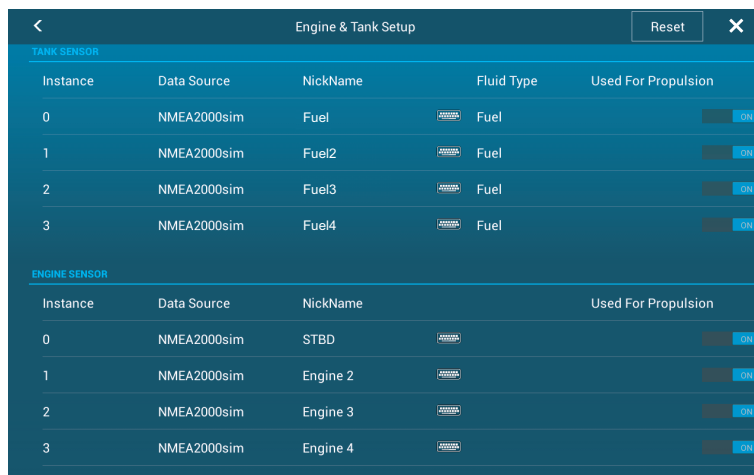 Engine & Tank Setup Reset
TANK SENSOR
Instance Data Source NickName Fluid Type Used For Propulsion
0 NMEA2000sim Fuel Fuel ON
1 NMEA2000sim Fuel2 Fuel ON
2 NMEA2000sim Fuel3 Fuel ON
3 NMEA2000sim Fuel4 Fuel ON
ENGINE SENSOR
Instance Data Source NickName Used For Propulsion
0 NMEA2000sim STBD ON
1 NMEA2000sim Engine 2 ON
2 NMEA2000sim Engine 3 ON
3 NMEA2000sim Engine 4 ON